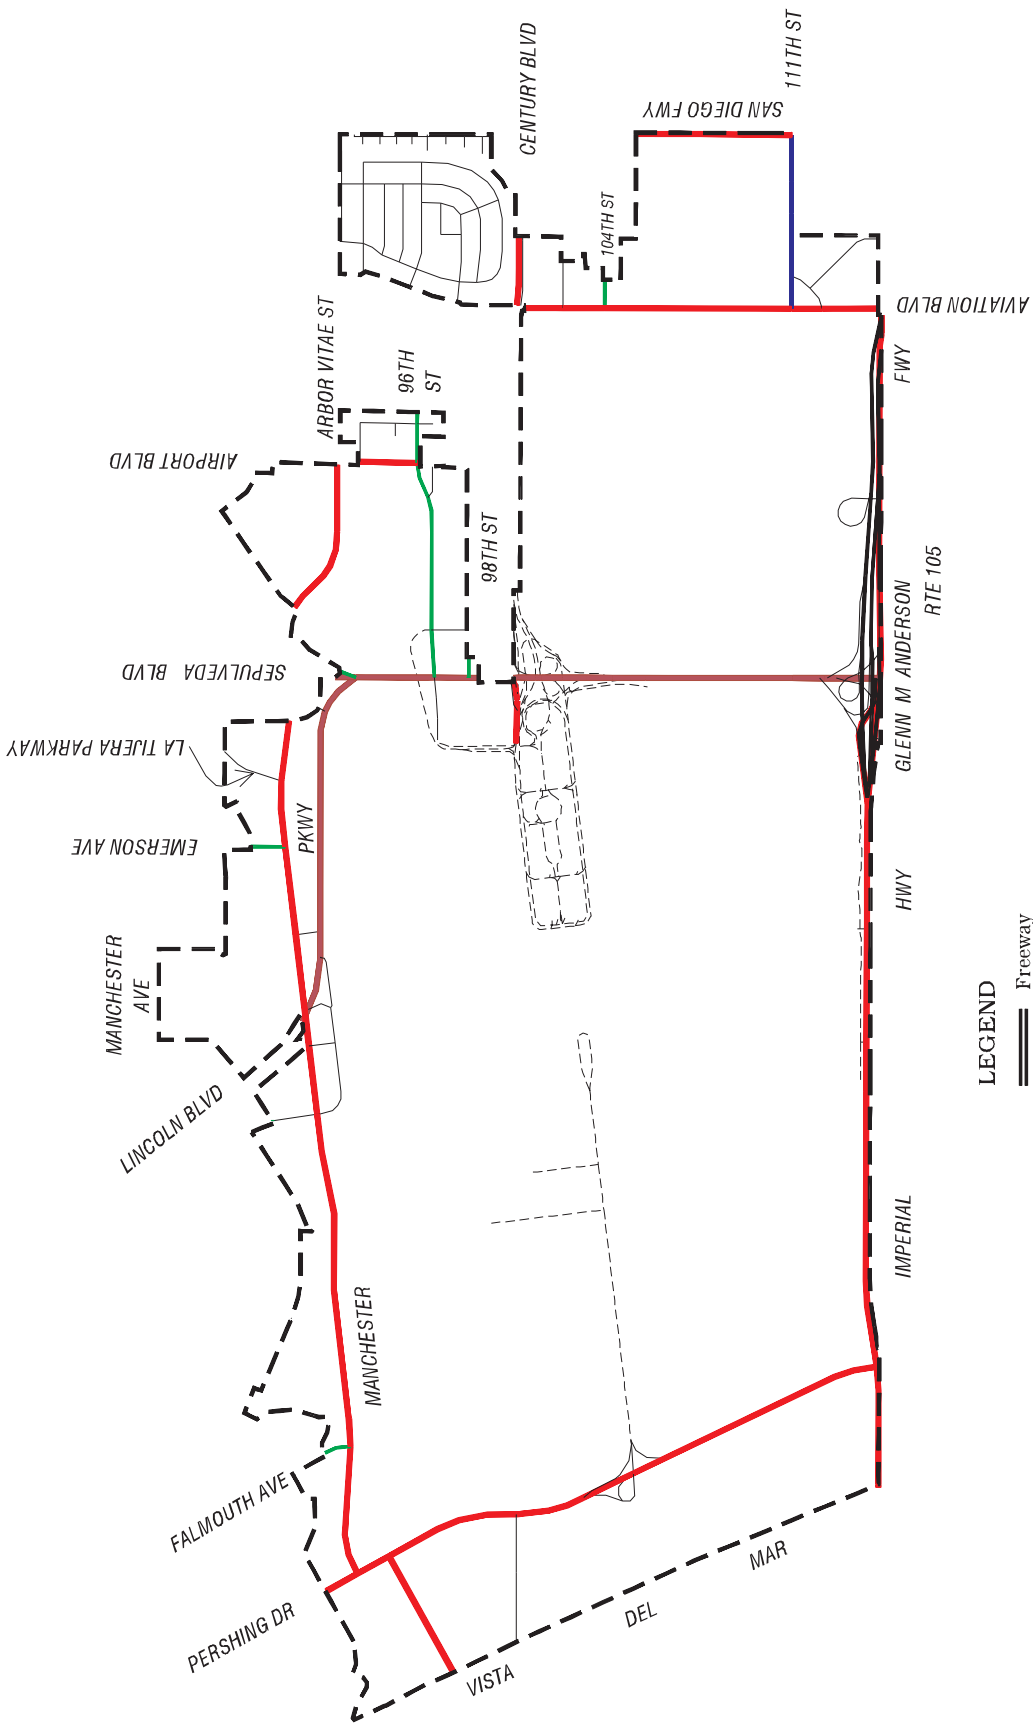 CENTURY BLVD
111TH ST
SAN DIEGO FWY
104TH ST
AVIATION BLVD
ARBOR VITAE ST
96TH
ST
FWY
AIRPORT BLVD
98TH ST
RTE 105
GLENN M ANDERSON
SEPULVEDA BLVD
LA TIJERA PARKWAY
PKWY
EMERSON AVE
HWY
MANCHESTER
AVE
LINCOLN BLVD
IMPERIAL
MANCHESTER
FALMOUTH AVE
PERSHING DR
VISTA
DEL
MAR
LEGEND
Freeway